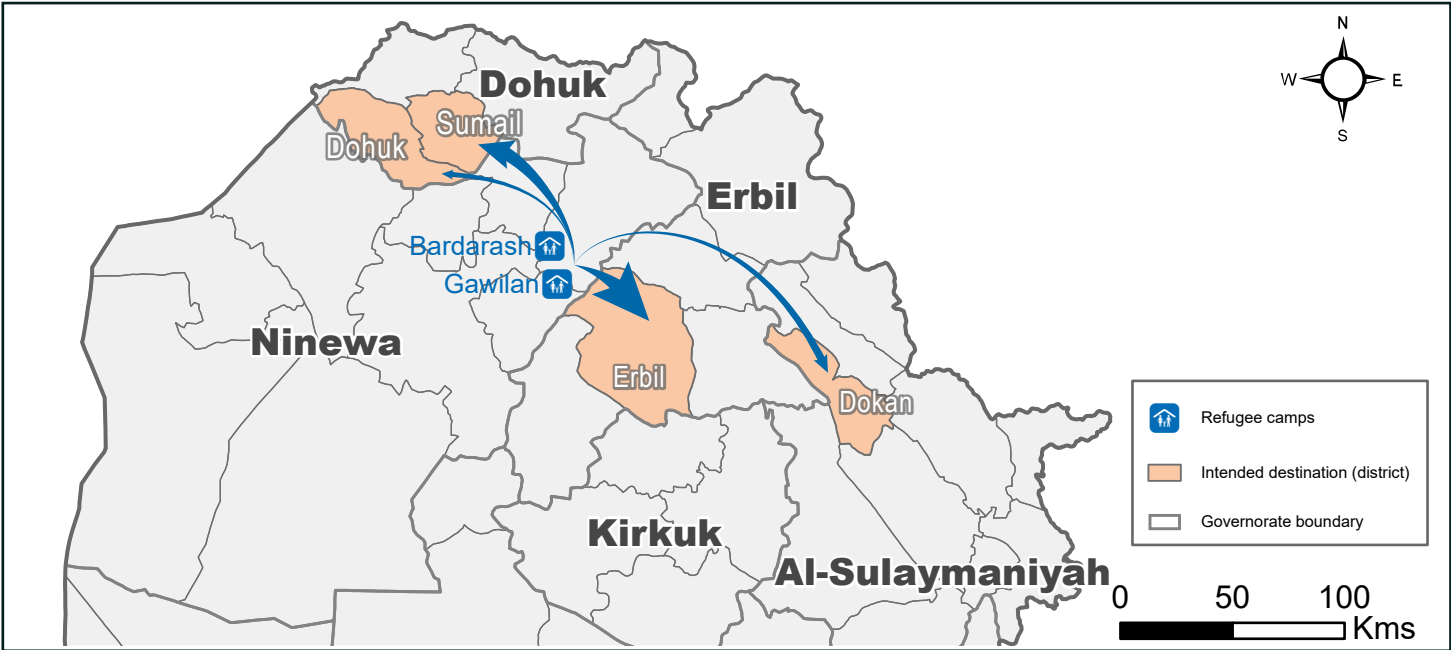 N
W
E
S
Dohuk
Sumail
Dohuk
Erbil
Bardarash
Gawilan
Ninewa
Erbil
Dokan
Kirkuk
Al-Sulaymaniyah
Refugee camps
Intended destination (district)
Governorate boundary
0 50 100
Kms